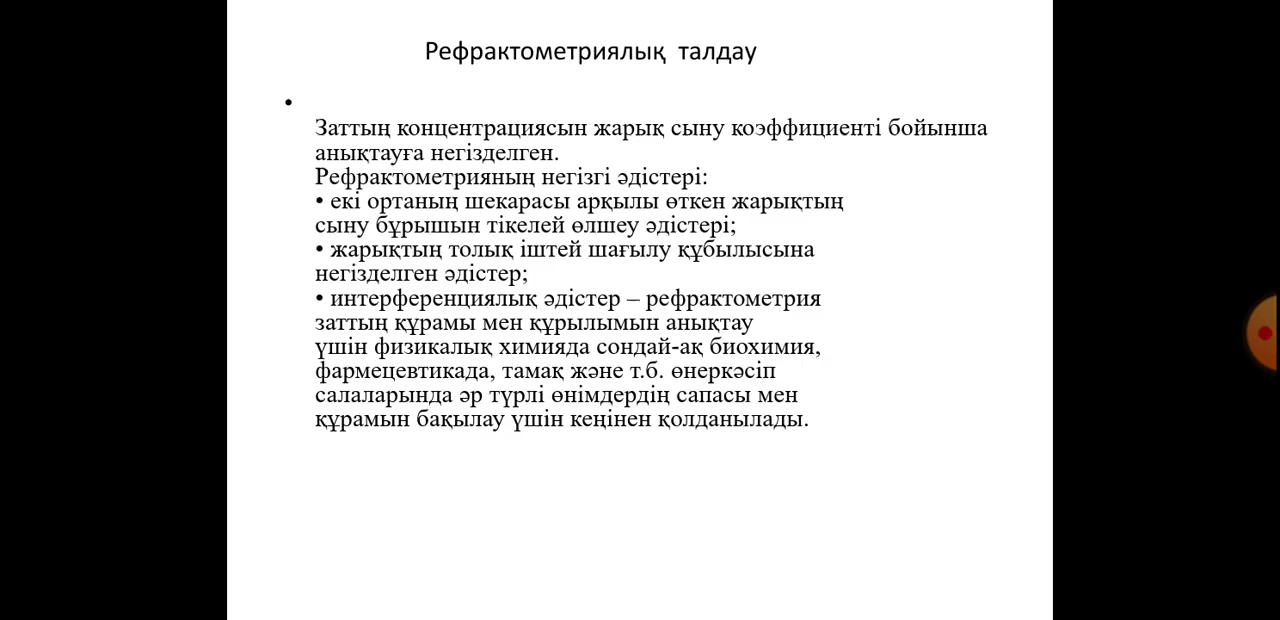 Рефрактометриялық талдау
•
Заттың концентрациясын жарық сыну коэффициенті бойынша
анықтауға негізделген.
Рефрактометрияның негізгі әдістері:
• екі ортаның шекарасы арқылы өткен жарықтың
сыну бұрышын тікелей өлшеу әдістері;
• жарықтың толық іштей шағылу құбылысына
негізделген әдістер;
• интерференциялық әдістер – рефрактометрия
заттың құрамы мен құрылымын анықтау
үшін физикалық химияда сондай-ақ биохимия,
фармецевтикада, тамақ және т.б. өнеркәсіп
салаларында әр түрлі өнімдердің сапасы мен
құрамын бақылау үшін кеңінен қолданылады.